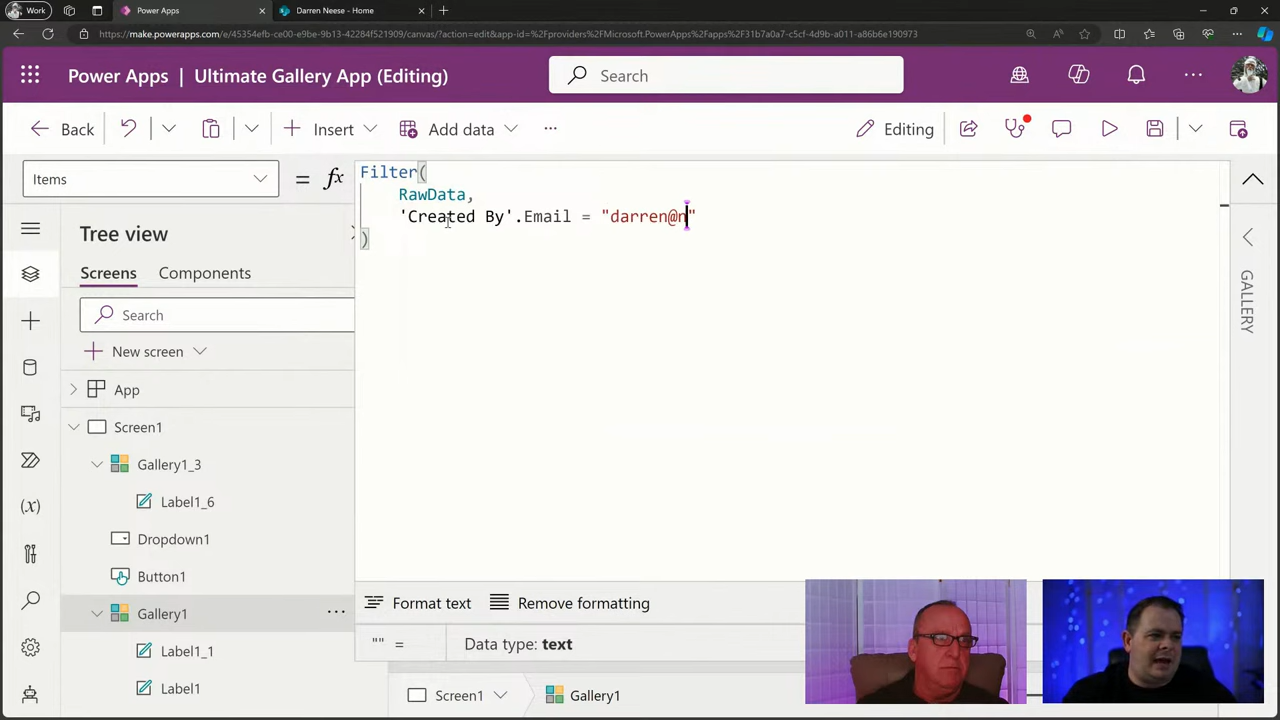 Work
Power Apps
Darren Neese - Home
https://make.powerapps.com/e/45354efb-ce00-e9be-9b13-42284f521909/canvas/?action=edit&app-id=%2Fproviders%2FMicrosoft.PowerApps%2Fapps%2F31b7a0a7-c5cf-4d9b-a011-a86b6e190973
Power Apps | Ultimate Gallery App (Editing)
Search
Back
Insert
Add data
Editing
Items
= fx
Filter(
RawData,
'Created By'.Email = "darren@n"
)
Tree view
Screens
Components
Search
New screen
App
Screen1
Gallery1_3
Label1_6
Dropdown1
Button1
Gallery1
Label1_1
Label1
GALLERY
Format text
Remove formatting
"" =
Data type: text
Screen1
Gallery1